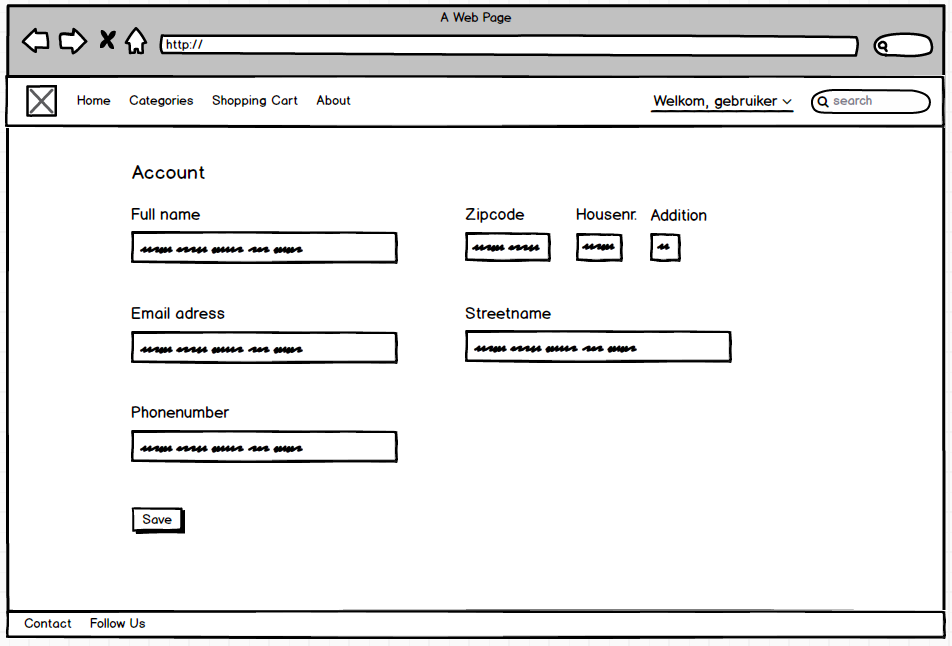 A Web Page
http://
Home Categories Shopping Cart About Welkom, gebruiker search
Account
Full name Zipcode Housenr. Addition
Email adress Streetname
Phonenumber
Save
Contact Follow Us